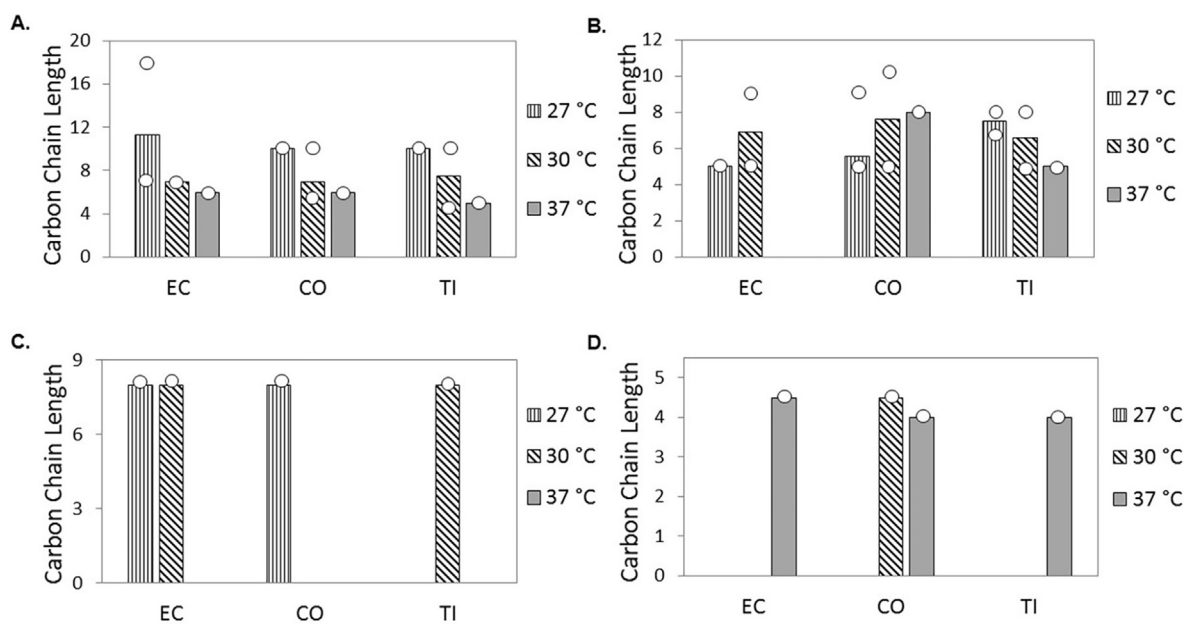 A.
Carbon Chain Length
20
16
12
8
4
0
EC CO TI
27 °C
30 °C
37 °C
B.
Carbon Chain Length
12
10
8
6
4
2
0
EC CO TI
27 °C
30 °C
37 °C
C.
Carbon Chain Length
9
6
3
0
EC CO TI
27 °C
30 °C
37 °C
D.
Carbon Chain Length
5
4
3
2
1
0
EC CO TI
27 °C
30 °C
37 °C